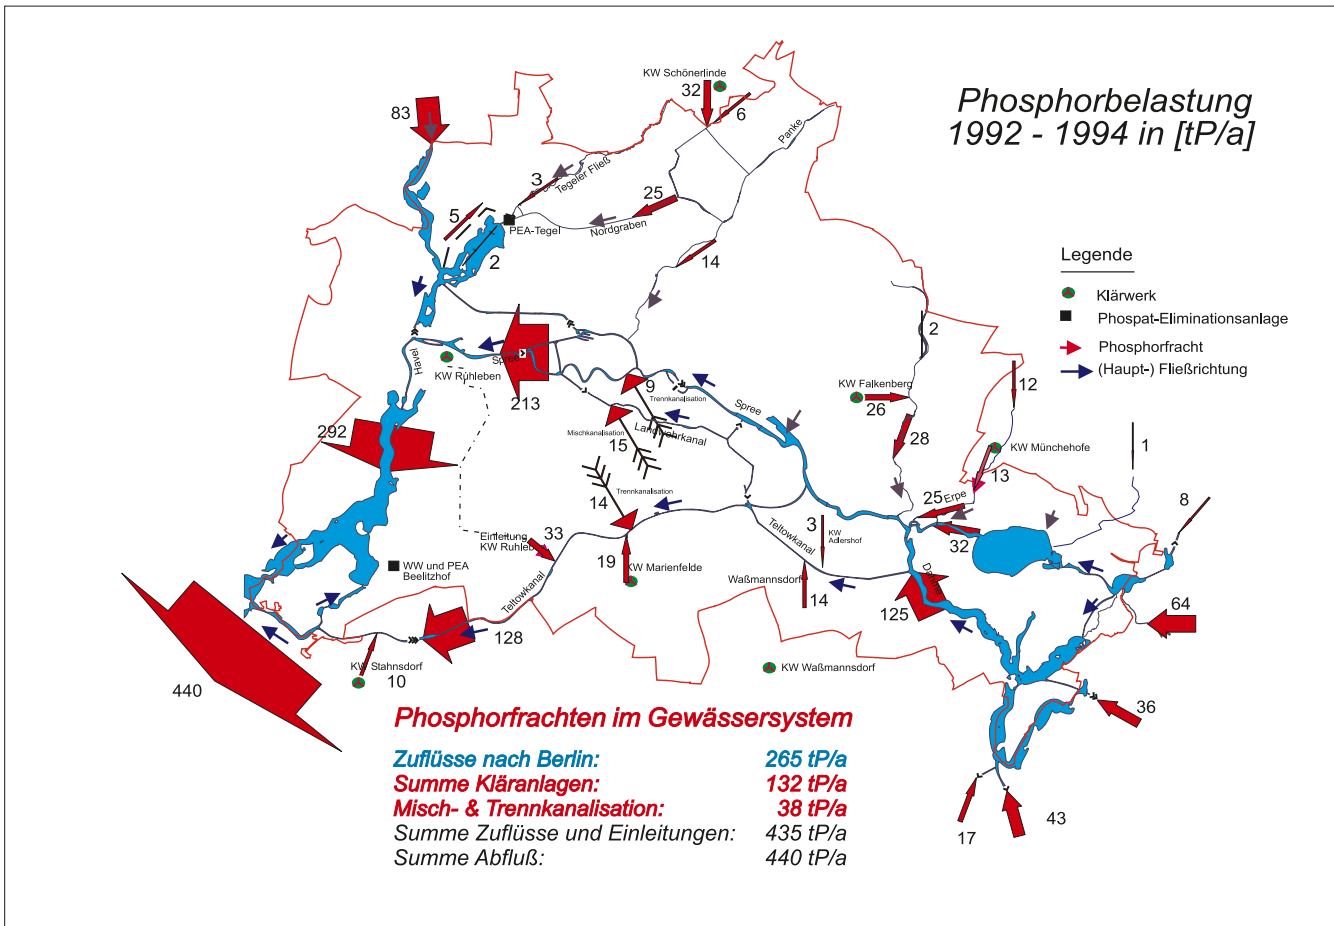 Phosphorbelastung
1992 - 1994 in [tP/a]
KW Schönerlinde
32
6
83
Panke
3
Tegeler Fließ
25
5
PEA-Tegel
Nordgraben
2
14
Legende
Klärwerk
Phospat-Eliminationsanlage
Phosphorfracht
(Haupt-) Fließrichtung
2
Havel
Spree
KW Ruhleben
213
9
Trennkanalisation
KW Falkenberg
26
12
Spree
Mischkanalisation
15
Landwehrkanal
292
28
KW Münchehofe
13
1
Trennkanalisation
14
25
Erpe
8
32
Einleitung
KW Ruhleben
33
Teltowkanal
3
KW
Adlershof
WW und PEA
Beelitzhof
19
KW Marienfelde
Waßmannsdorf
14
Dahme
125
64
Teltowkanal
128
KW Stahnsdorf
10
KW Waßmannsdorf
440
36
17
43
Phosphorfrachten im Gewässersystem
Zuflüsse nach Berlin: 265 tP/a
Summe Kläranlagen: 132 tP/a
Misch- & Trennkanalisation: 38 tP/a
Summe Zuflüsse und Einleitungen: 435 tP/a
Summe Abfluß: 440 tP/a